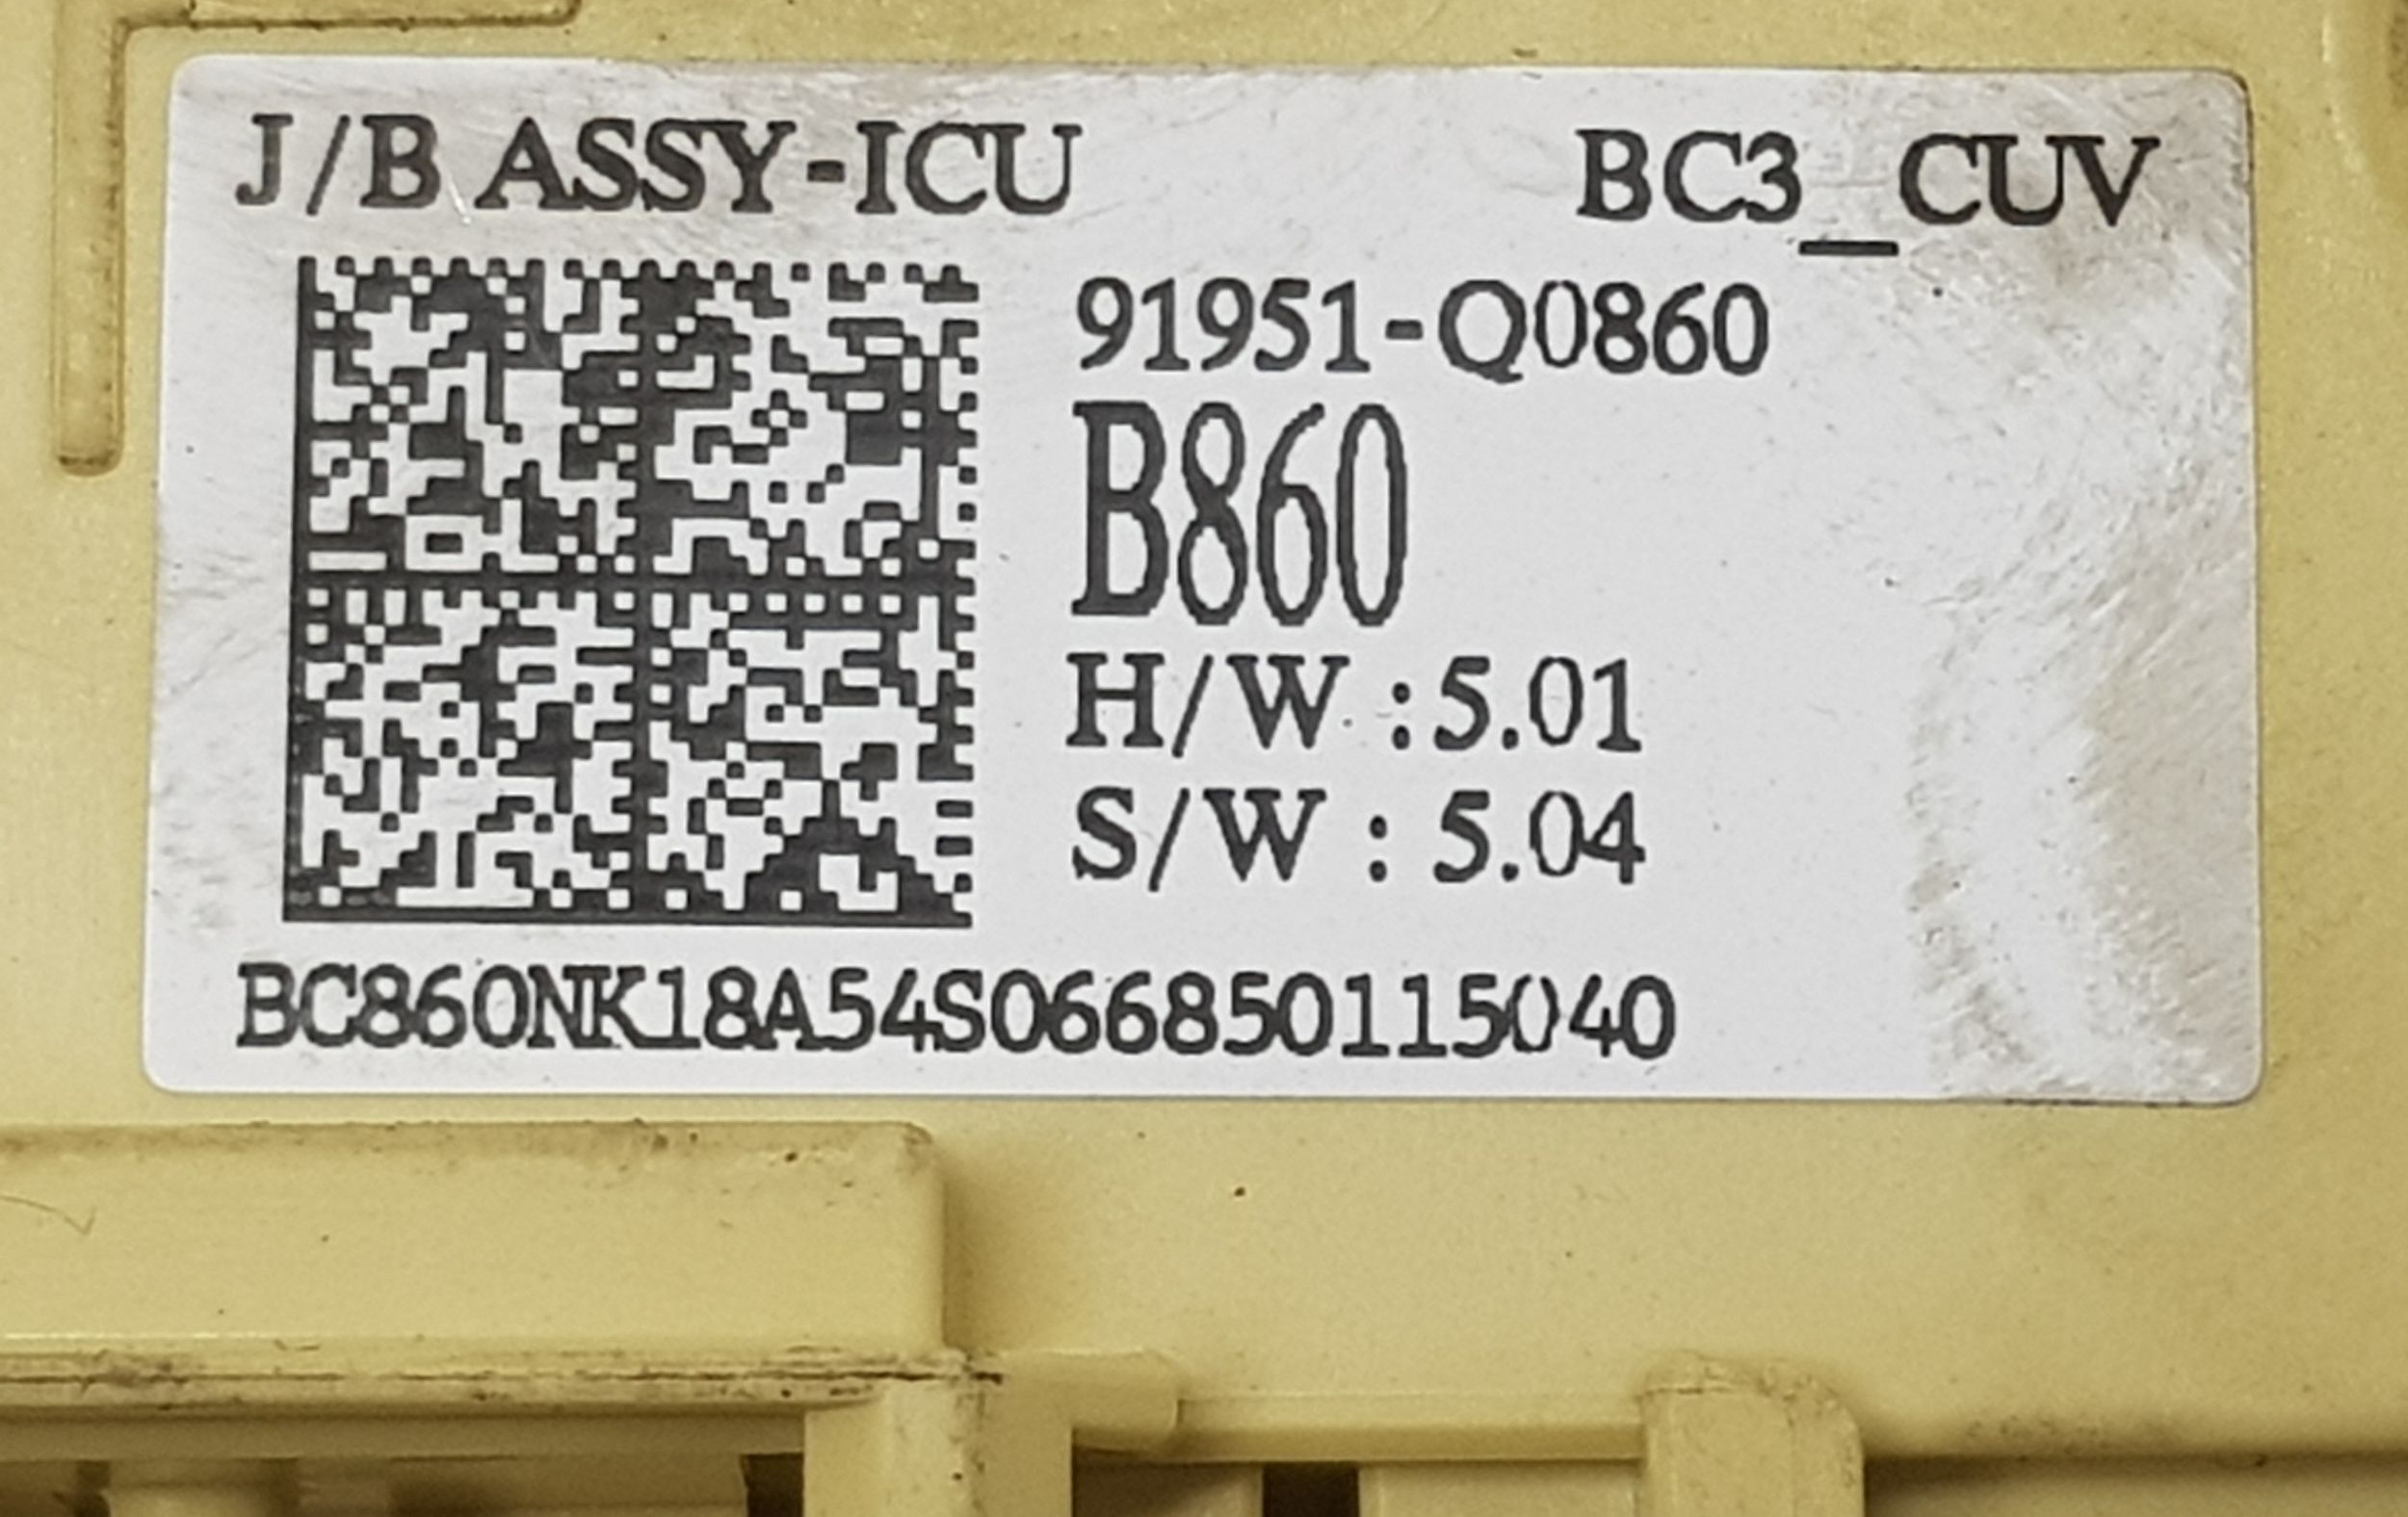 J/B ASSY-ICU BC3_CUV
91951-Q0860
B860
H/W : 5.01
S/W : 5.04
BC860NK18A54S066850115040